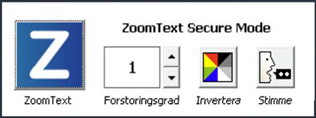 ZoomText Secure Mode
Z
1
ZoomText
Forstoringsgrad
Invertera
Stimme